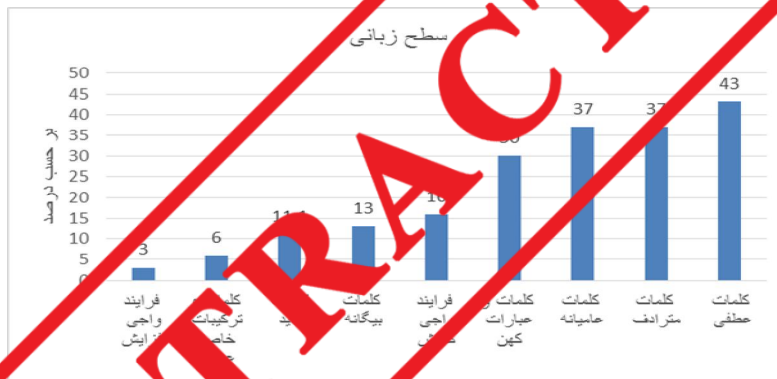 سطح زبانی
بر حسب درصد
50
45
40
35
30
25
20
15
10
5
3
6
13
16
30
37
37
43
فرایند
واجی
کلمات
بیگانه
فرایند
کلمات و
عبارات
کهن
کلمات
عامیانه
کلمات
مترادف
کلمات
عطفی
ترکیبات
خاص
TRACT